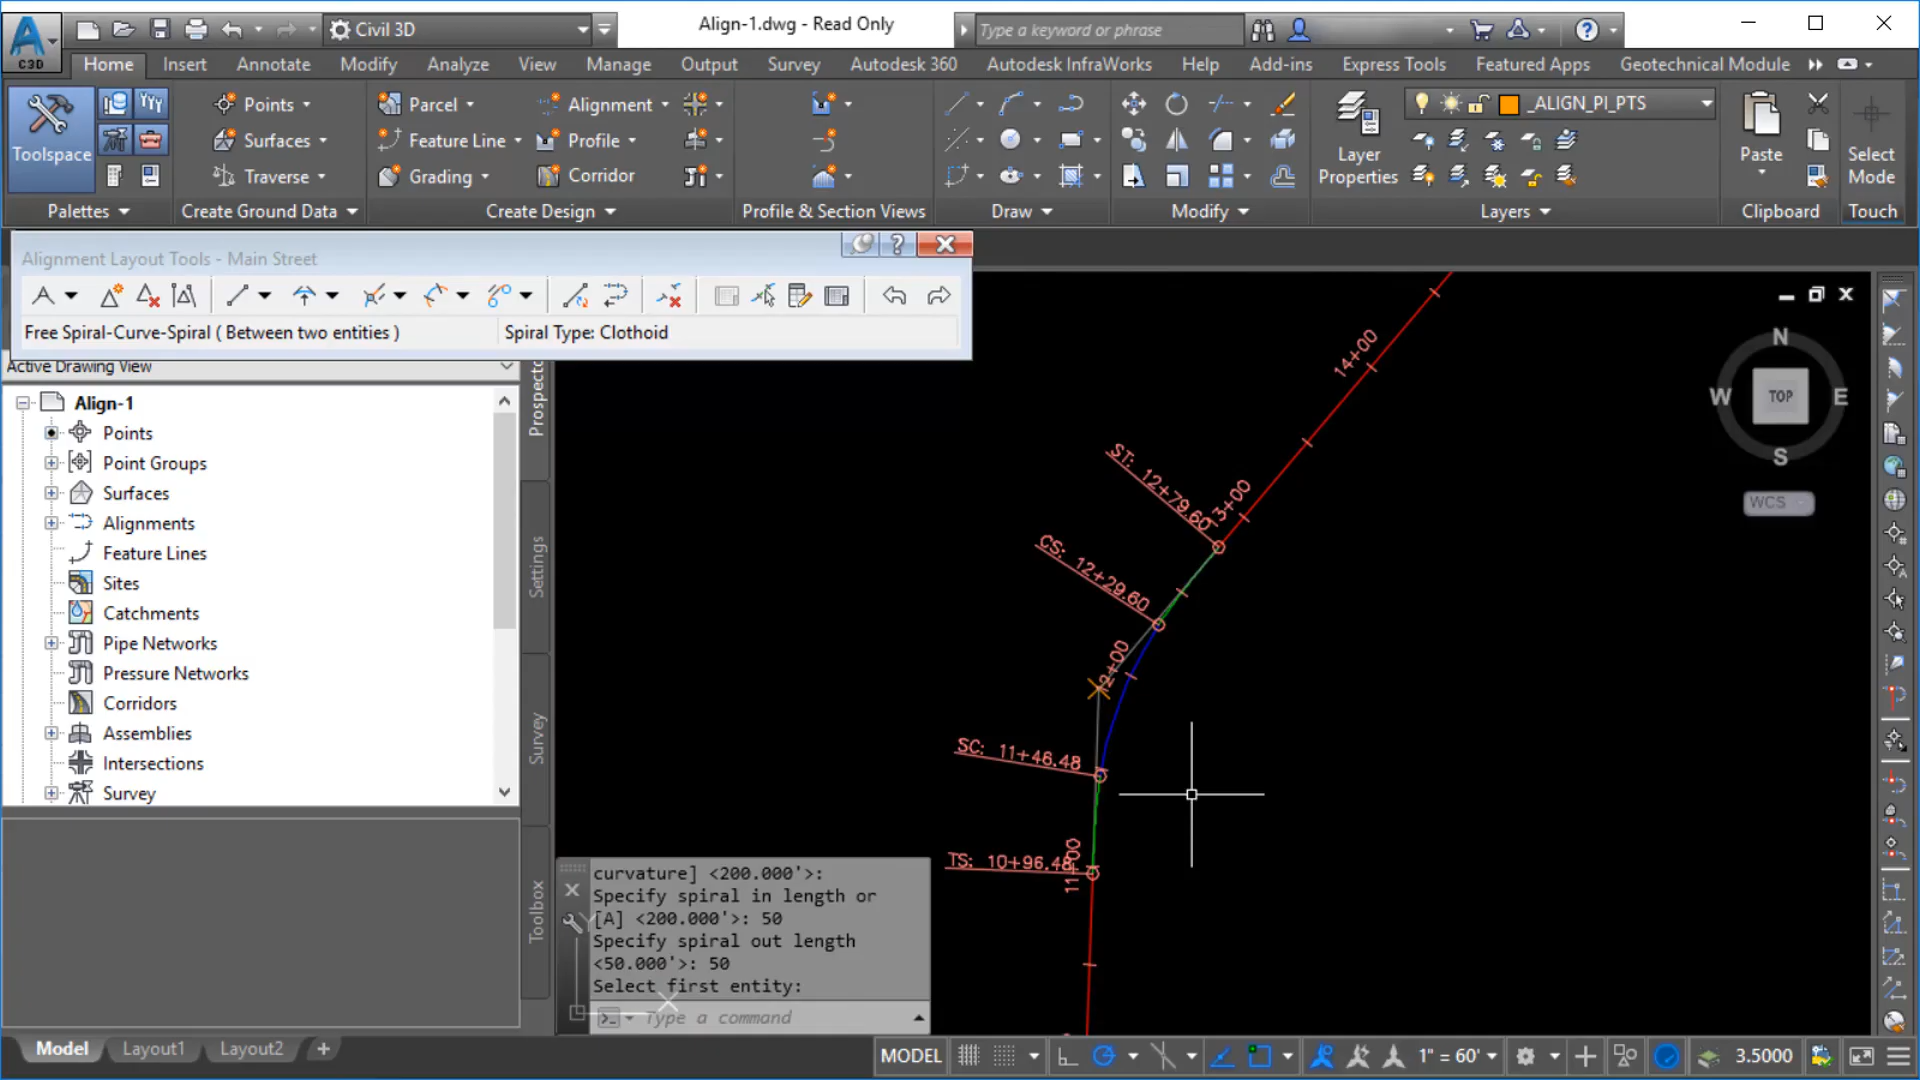 Civil 3D
Align-1.dwg - Read Only
Type a keyword or phrase
C3D
Home
Insert
Annotate
Modify
Analyze
View
Manage
Output
Survey
Autodesk 360
Autodesk InfraWorks
Help
Add-ins
Express Tools
Featured Apps
Geotechnical Module
Toolspace
Points
Surfaces
Traverse
Parcel
Feature Line
Grading
Alignment
Profile
Corridor
Layer
Properties
_ALIGN_PI_PTS
Paste
Select
Mode
Palettes
Create Ground Data
Create Design
Profile & Section Views
Draw
Modify
Layers
Clipboard
Touch
Alignment Layout Tools - Main Street
Free Spiral-Curve-Spiral ( Between two entities )
Spiral Type: Clothoid
Active Drawing View
Align-1
Points
Point Groups
Surfaces
Alignments
Feature Lines
Sites
Catchments
Pipe Networks
Pressure Networks
Corridors
Assemblies
Intersections
Survey
Settings
Survey
Toolbox
14+00
ST: 12+79.60
CS: 12+29.60
12+00
SC: 11+46.48
TS: 10+96.48
11+00
N
W
TOP
E
S
WCS
curvature] <200.000'>:
Specify spiral in length or
[A] <200.000'>: 50
Specify spiral out length
<50.000'>: 50
Select first entity:
Type a command
Model
Layout1
Layout2
MODEL
1" = 60'
3.5000